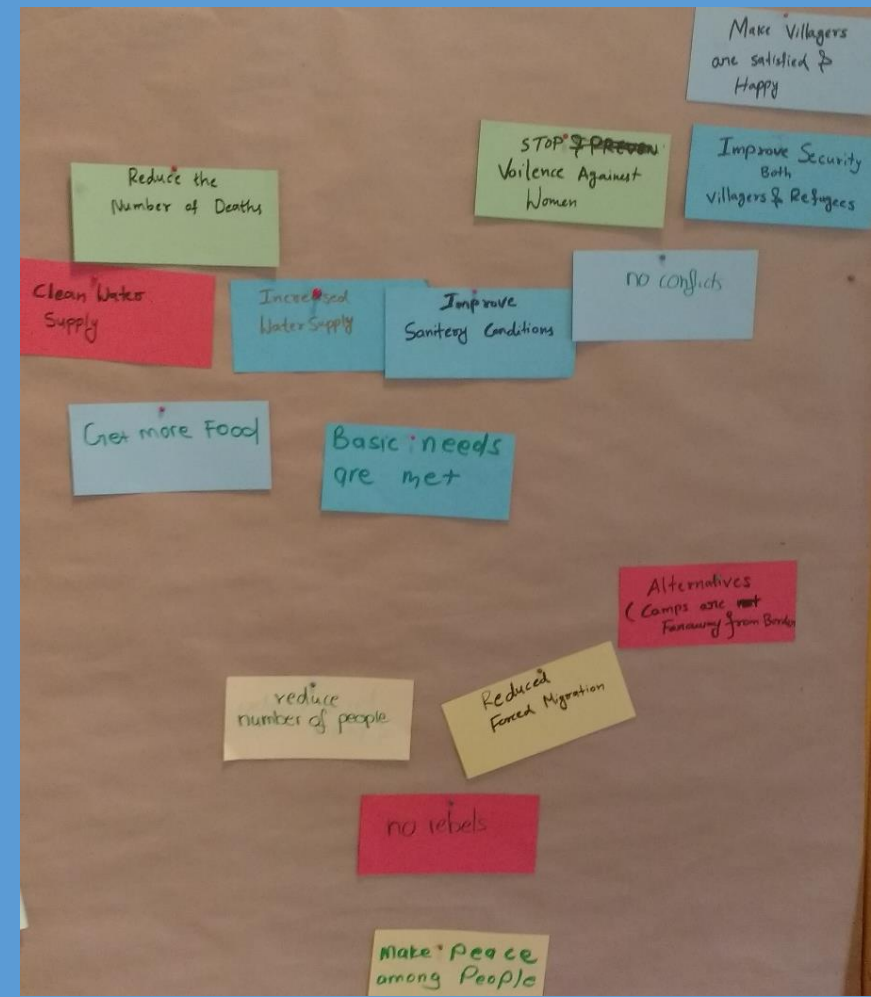 Make Villagers
are satisfied &
Happy
STOP & PREVEN
Voilence Against
Women
Improve Security
Both
villagers & Refugees
Reduce the
Number of Deaths
no conflicts
Clean Water
Supply
Increased
Water Supply
Improve
Sanitery Conditions
Get more Food
Basic needs
are met
Alternatives
(Camps are
Faraway from Border
reduce
number of people
Reduced
Forced Migration
no rebels
Make Peace
among People